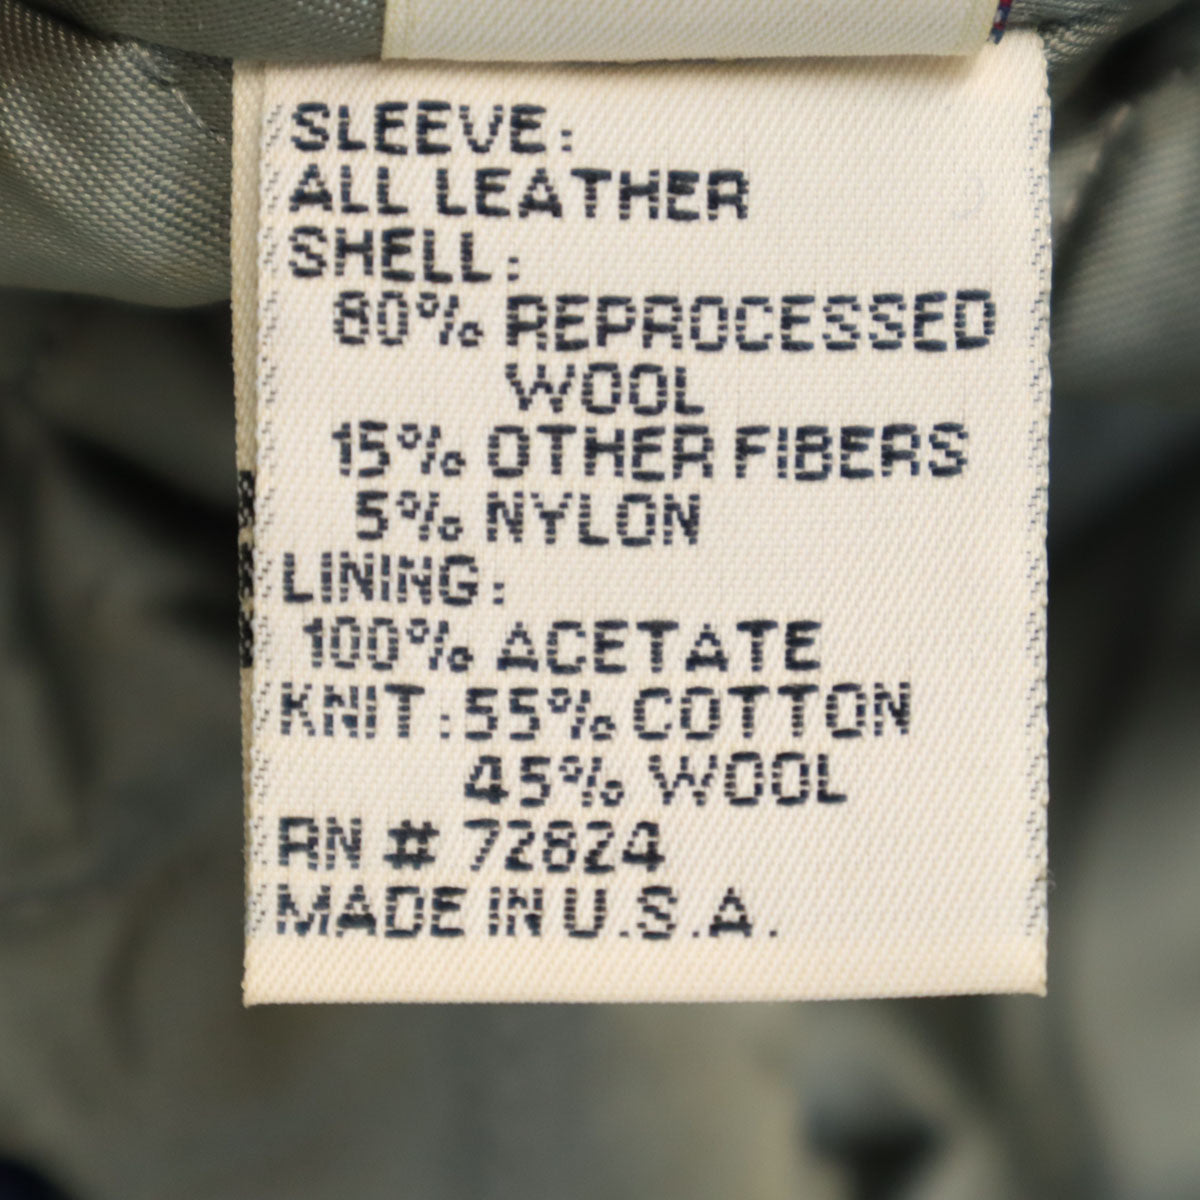 SLEEVE:
ALL LEATHER
SHELL:
80% REPROCESSED
WOOL
15% OTHER FIBERS
5% NYLON
LINING:
100% ACETATE
KNIT: 55% COTTON
45% WOOL
RN # 72824
MADE IN U.S.A.